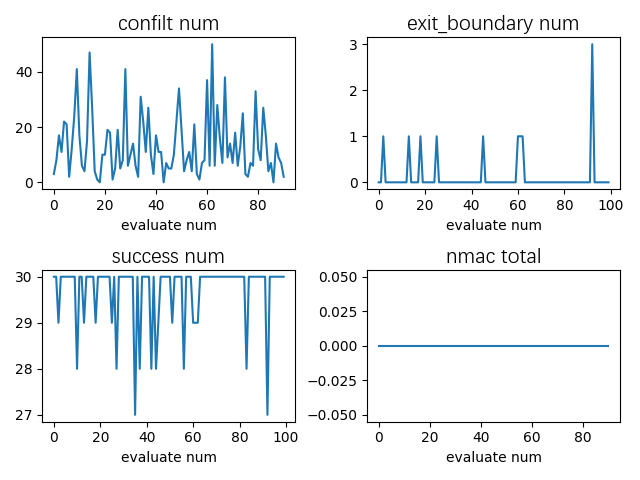 confilt num
40
20
0
0 20 40 60 80
evaluate num
exit_boundary num
3
2
1
0
0 20 40 60 80 100
evaluate num
success num
30
29
28
27
0 20 40 60 80 100
evaluate num
nmac total
0.050
0.025
0.000
−0.025
−0.050
0 20 40 60 80
evaluate num